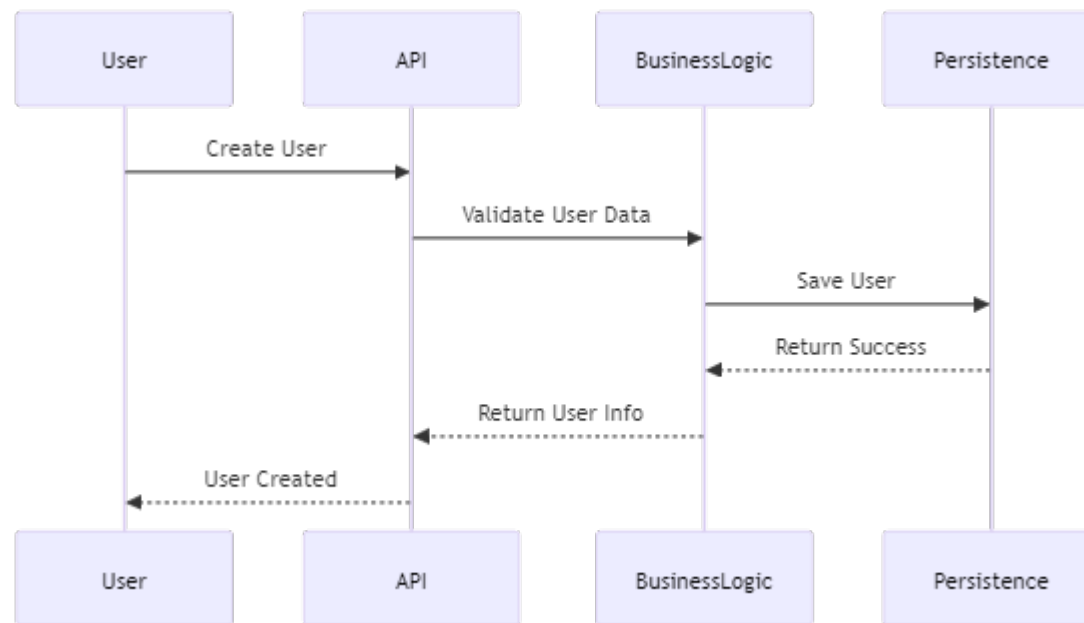 User API BusinessLogic Persistence
Create User
Validate User Data
Save User
Return Success
Return User Info
User Created
User API BusinessLogic Persistence